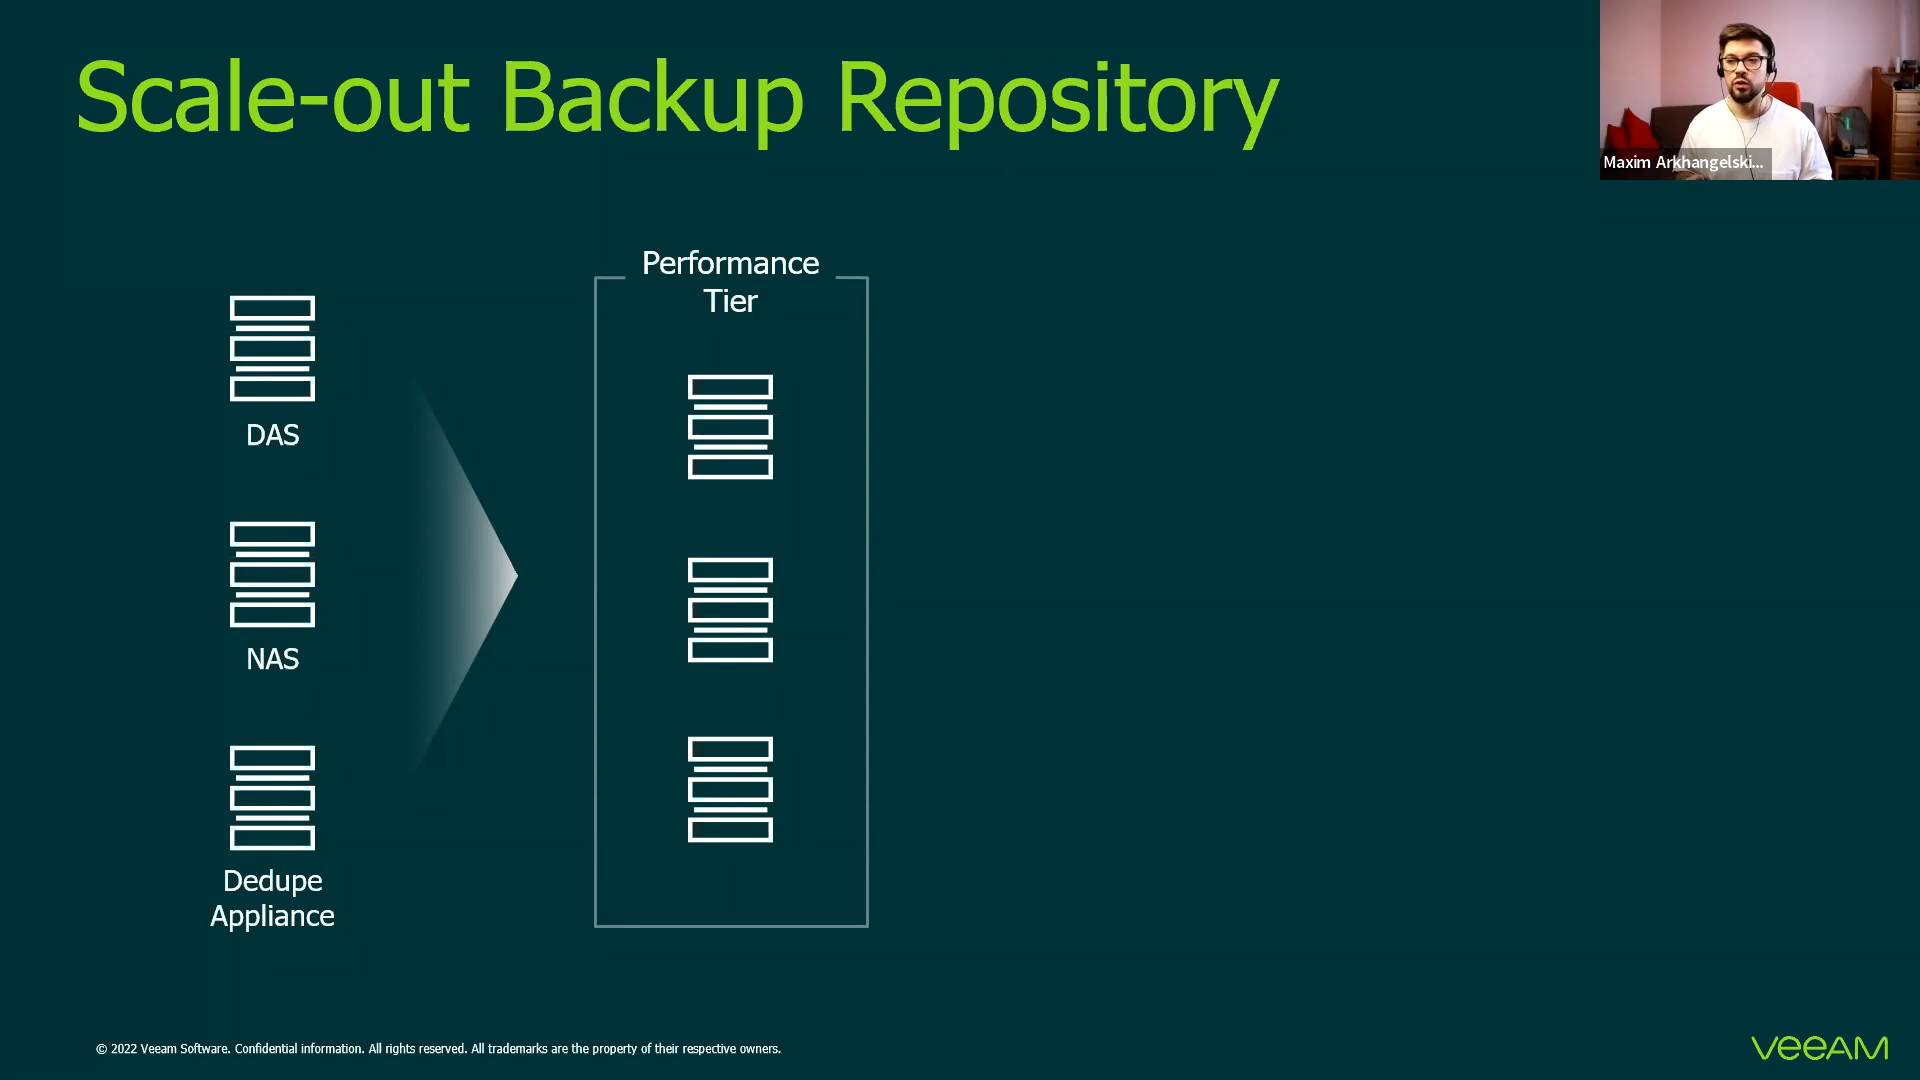 Scale-out Backup Repository
Maxim Arkhangelski...
Performance
Tier
DAS
NAS
Dedupe
Appliance
© 2022 Veeam Software. Confidential information. All rights reserved. All trademarks are the property of their respective owners.
veeAM